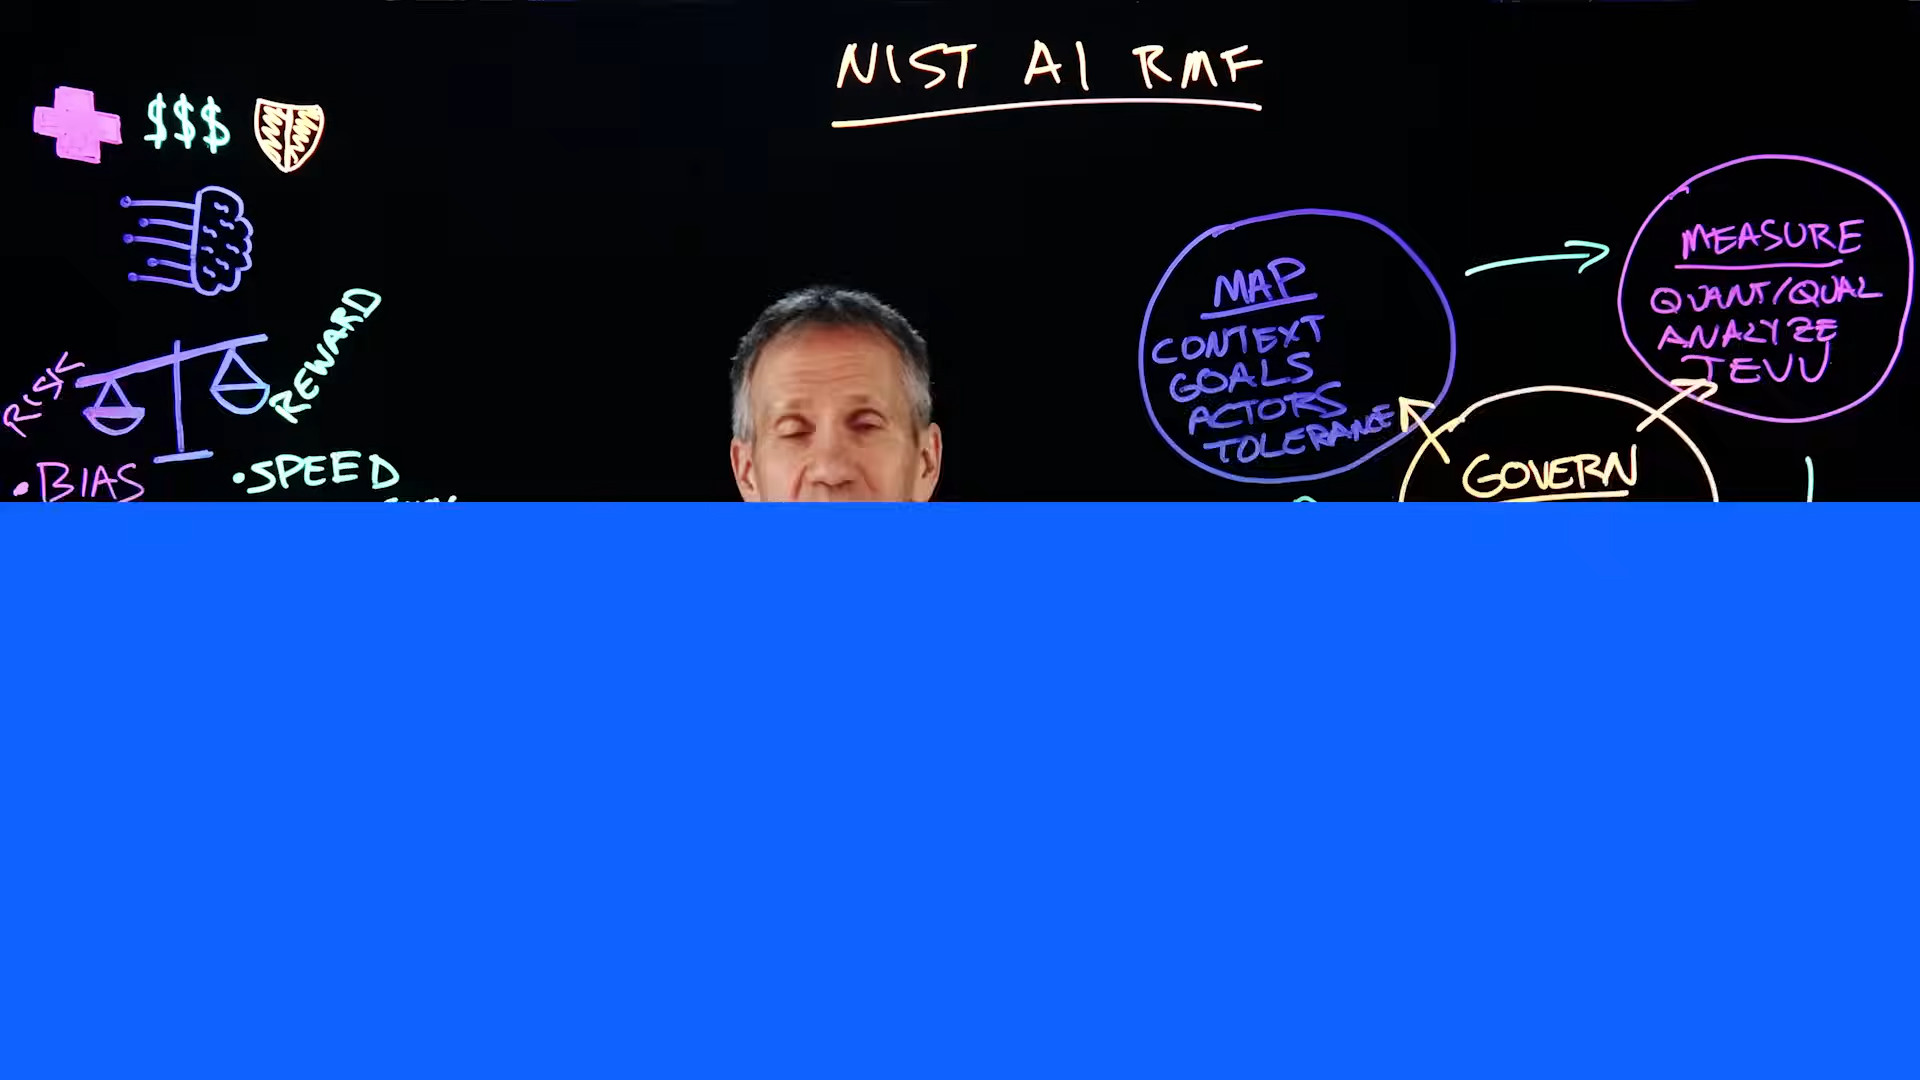 NIST AI RMF
$$$
RISK
REWARD
• BIAS
• SPEED
MAP
CONTEXT
GOALS
ACTORS
TOLERANCE
MEASURE
QUANT/QUAL
ANALYZE
TEVV
GOVERN